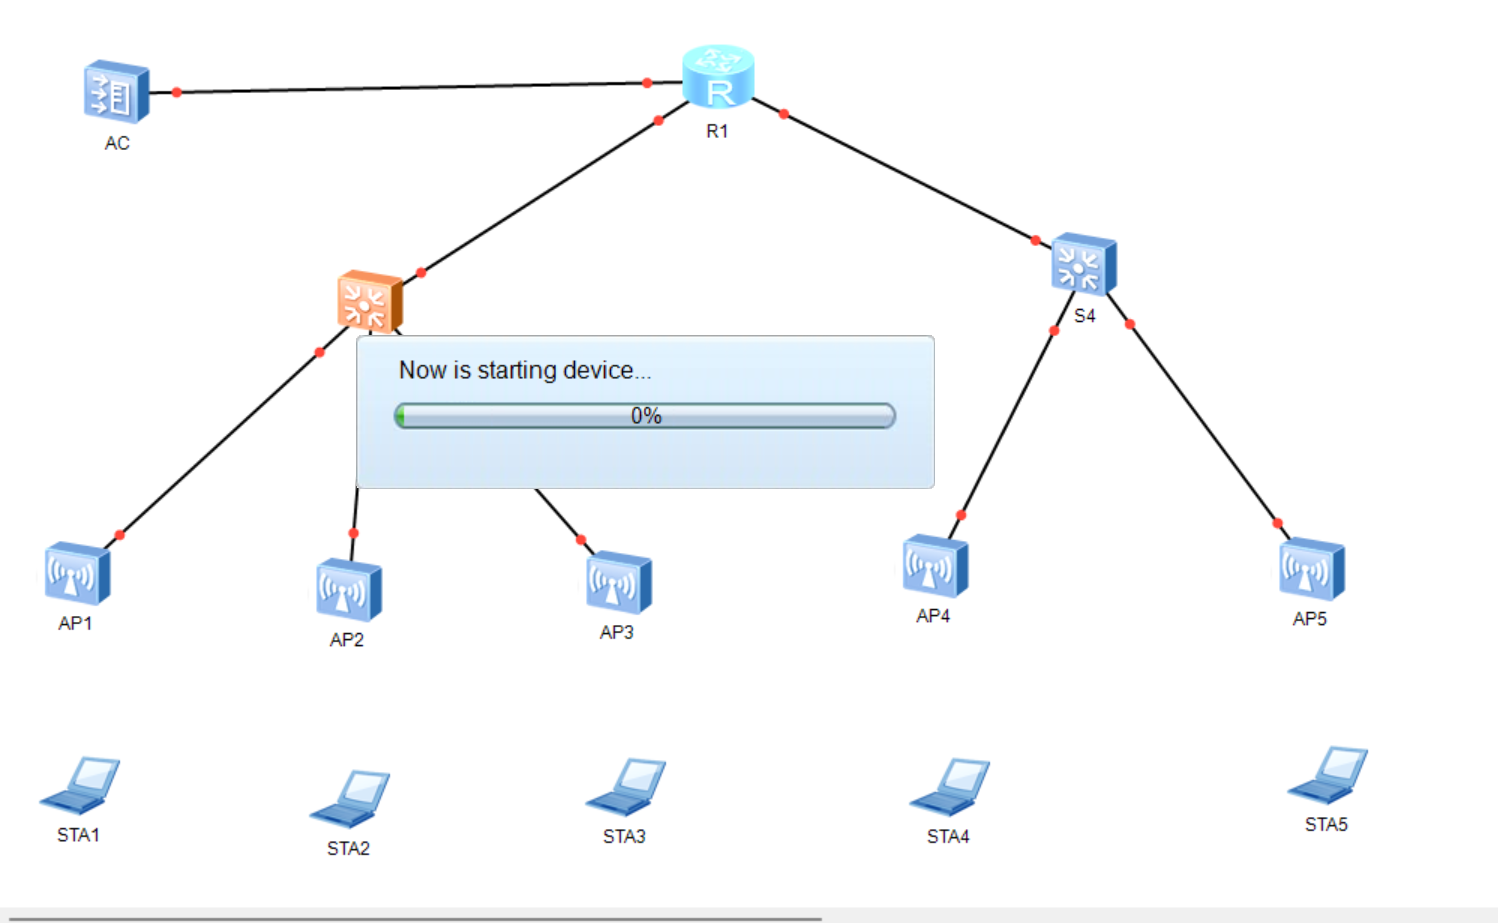 AC
R
R1
S4
Now is starting device...
0%
AP1
AP2
AP3
AP4
AP5
STA1
STA2
STA3
STA4
STA5